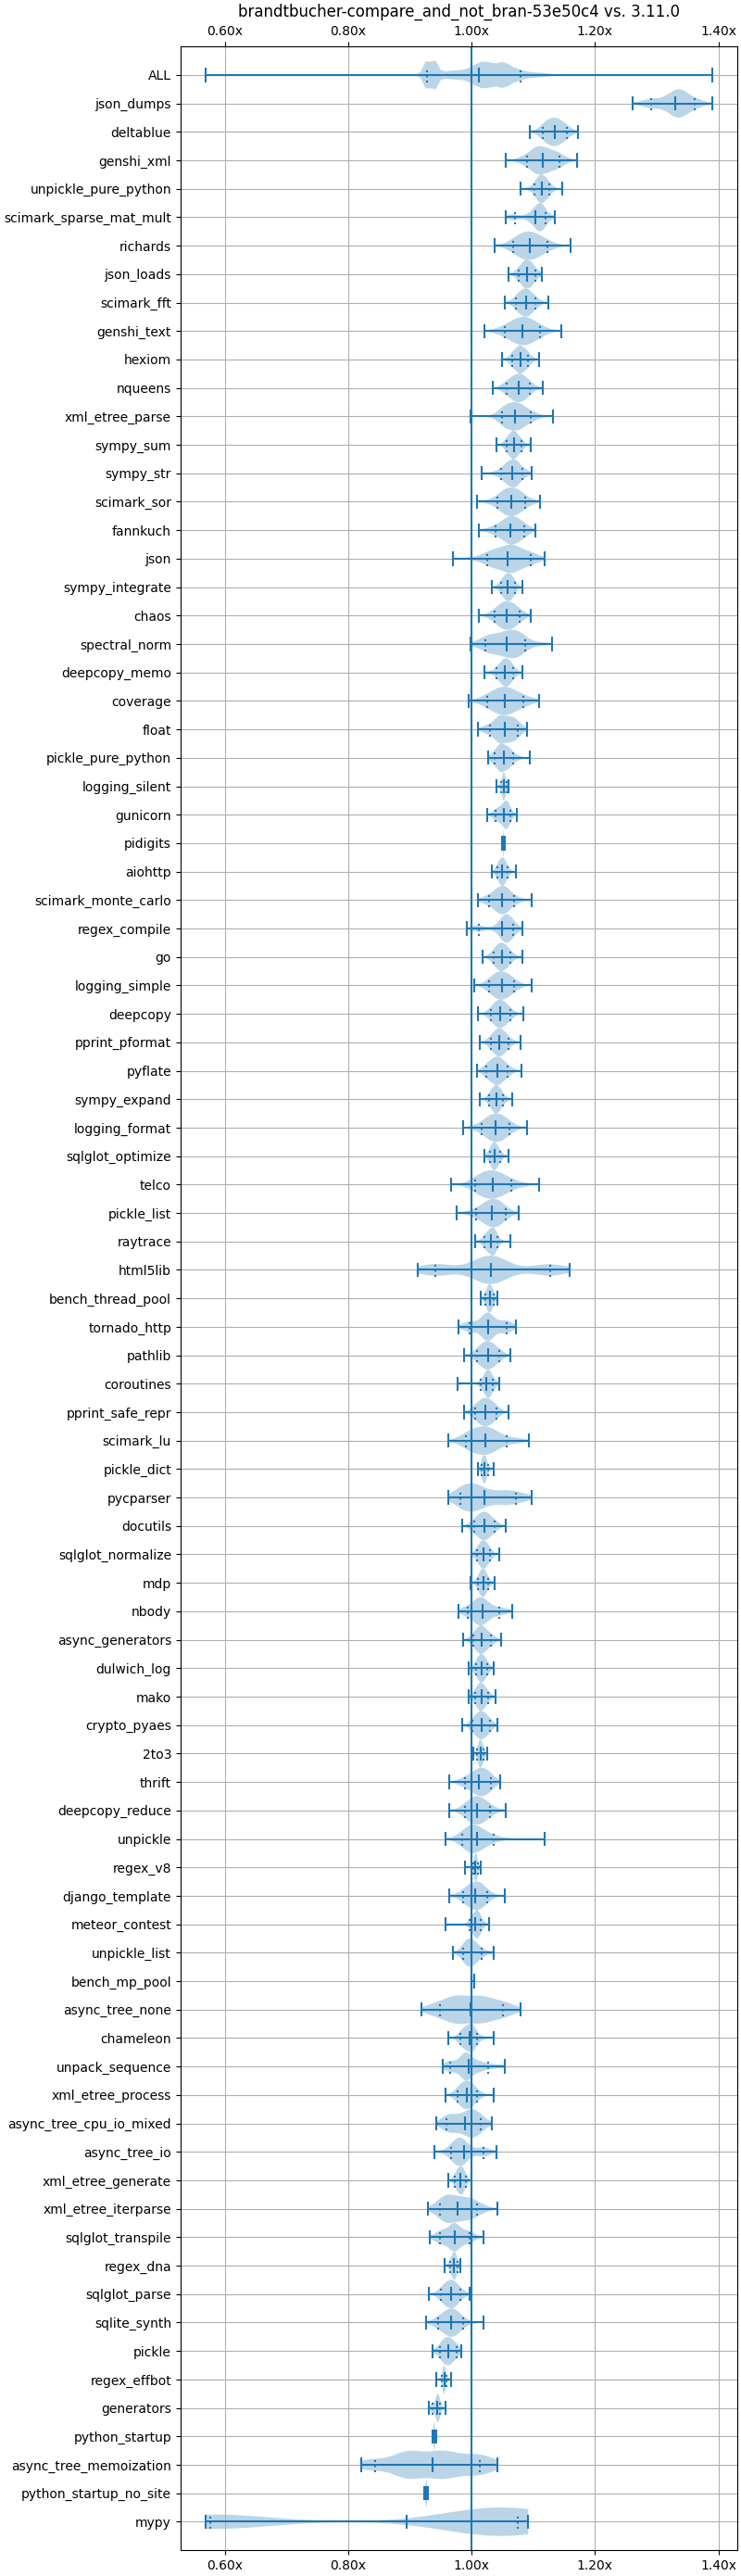 brandtbucher-compare_and_not_bran-53e50c4 vs. 3.11.0
0.60x 0.80x 1.00x 1.20x 1.40x
ALL
json_dumps
deltablue
genshi_xml
unpickle_pure_python
scimark_sparse_mat_mult
richards
json_loads
scimark_fft
genshi_text
hexiom
nqueens
xml_etree_parse
sympy_sum
sympy_str
scimark_sor
fannkuch
json
sympy_integrate
chaos
spectral_norm
deepcopy_memo
coverage
float
pickle_pure_python
logging_silent
gunicorn
pidigits
aiohttp
scimark_monte_carlo
regex_compile
go
logging_simple
deepcopy
pprint_pformat
pyflate
sympy_expand
logging_format
sqlglot_optimize
telco
pickle_list
raytrace
html5lib
bench_thread_pool
tornado_http
pathlib
coroutines
pprint_safe_repr
scimark_lu
pickle_dict
pycparser
docutils
sqlglot_normalize
mdp
nbody
async_generators
dulwich_log
mako
crypto_pyaes
2to3
thrift
deepcopy_reduce
unpickle
regex_v8
django_template
meteor_contest
unpickle_list
bench_mp_pool
async_tree_none
chameleon
unpack_sequence
xml_etree_process
async_tree_cpu_io_mixed
async_tree_io
xml_etree_generate
xml_etree_iterparse
sqlglot_transpile
regex_dna
sqlglot_parse
sqlite_synth
pickle
regex_effbot
generators
python_startup
async_tree_memoization
python_startup_no_site
mypy
0.60x 0.80x 1.00x 1.20x 1.40x